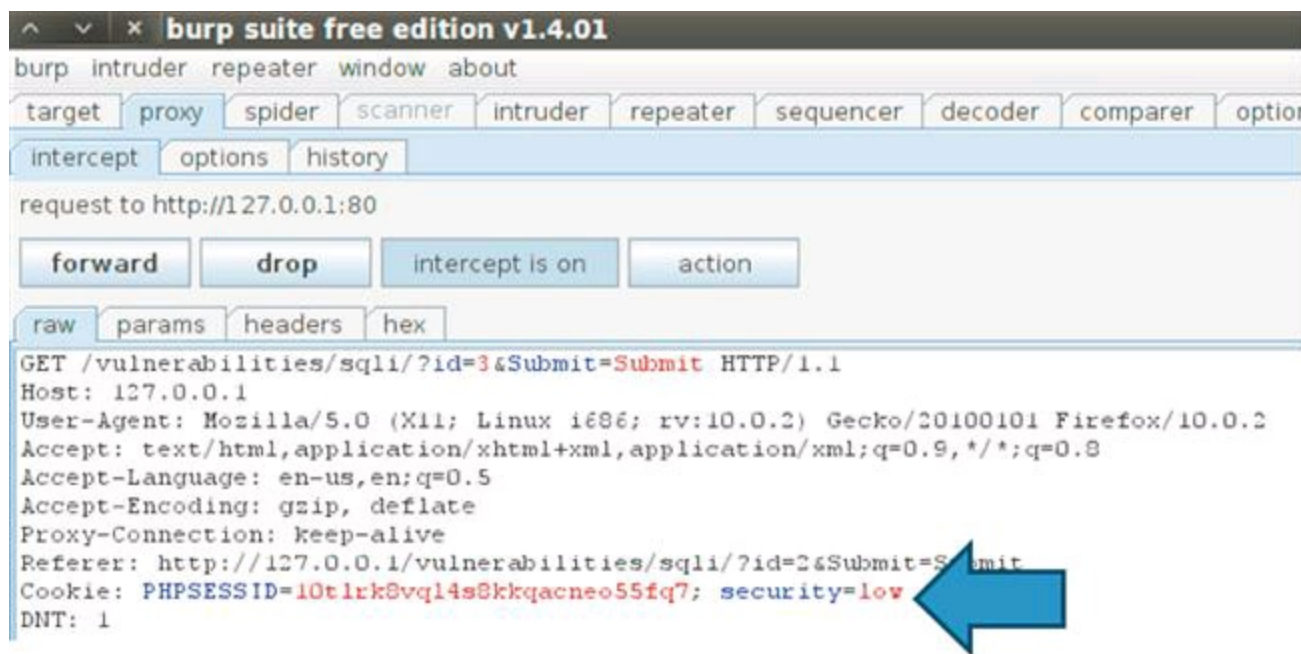 burp suite free edition v1.4.01
burp intruder repeater window about
target proxy spider scanner intruder repeater sequencer decoder comparer option
intercept options history
request to http://127.0.0.1:80
forward drop intercept is on action
raw params headers hex
GET /vulnerabilities/sqli/?id=3&Submit=Submit HTTP/1.1
Host: 127.0.0.1
User-Agent: Mozilla/5.0 (X11; Linux i686; rv:10.0.2) Gecko/20100101 Firefox/10.0.2
Accept: text/html,application/xhtml+xml,application/xml;q=0.9,*/*;q=0.8
Accept-Language: en-us,en;q=0.5
Accept-Encoding: gzip, deflate
Proxy-Connection: keep-alive
Referer: http://127.0.0.1/vulnerabilities/sqli/?id=2&Submit=Submit
Cookie: PHPSESSID=10tlrk8vql4s8kkqacneo55fq7; security=low
DNT: 1